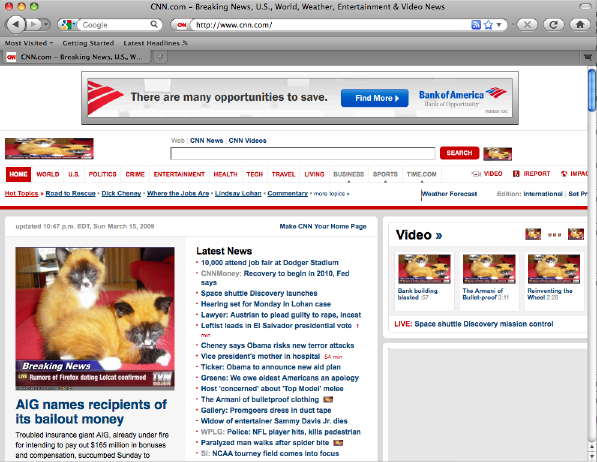 CNN.com – Breaking News, U.S., World, Weather, Entertainment & Video News
Google
http://www.cnn.com/
Most Visited Getting Started Latest Headlines
CNN.com – Breaking News, U.S., W...
There are many opportunities to save.
Find More
Bank of America
Bank of Opportunity
Member FDIC
Web | CNN News | CNN Videos
SEARCH
HOME WORLD U.S. POLITICS CRIME ENTERTAINMENT HEALTH TECH TRAVEL LIVING BUSINESS SPORTS TIME.COM VIDEO IREPORT IMPAC
Hot Topics » Road to Rescue • Dick Cheney • Where the Jobs Are • Lindsay Lohan • Commentary • more topics »
Weather Forecast
Edition: International | Set Pr
updated 10:47 p.m. EDT, Sun March 15, 2009
Make CNN Your Home Page
Breaking News
LIVE Rumors of Firefox dating Lolcat confirmed
AIG names recipients of
its bailout money
Troubled insurance giant AIG, already under fire
for intending to pay out $165 million in bonuses
and compensation, succumbed Sunday to
Latest News
10,000 attend job fair at Dodger Stadium
CNNMoney: Recovery to begin in 2010, Fed
says
Space shuttle Discovery launches
Hearing set for Monday in Lohan case
Lawyer: Austrian to plead guilty to rape, incest
Leftist leads in El Salvador presidential vote 1
min
Cheney says Obama risks new terror attacks
Vice president's mother in hospital 54 min
Ticker: Obama to announce new aid plan
Greene: We owe oldest Americans an apology
Host 'concerned' about 'Top Model' melee
The Armani of bulletproof clothing
Gallery: Promgoers dress in duct tape
Widow of entertainer Sammy Davis Jr. dies
WPLG: Police: NFL player hits, kills pedestrian
Paralyzed man walks after spider bite
SI: NCAA tourney field comes into focus
Video »
Bank building
blasted :57
The Armani of
Bullet-proof 3:11
Reinventing the
Wheel 2:26
LIVE: Space shuttle Discovery mission control